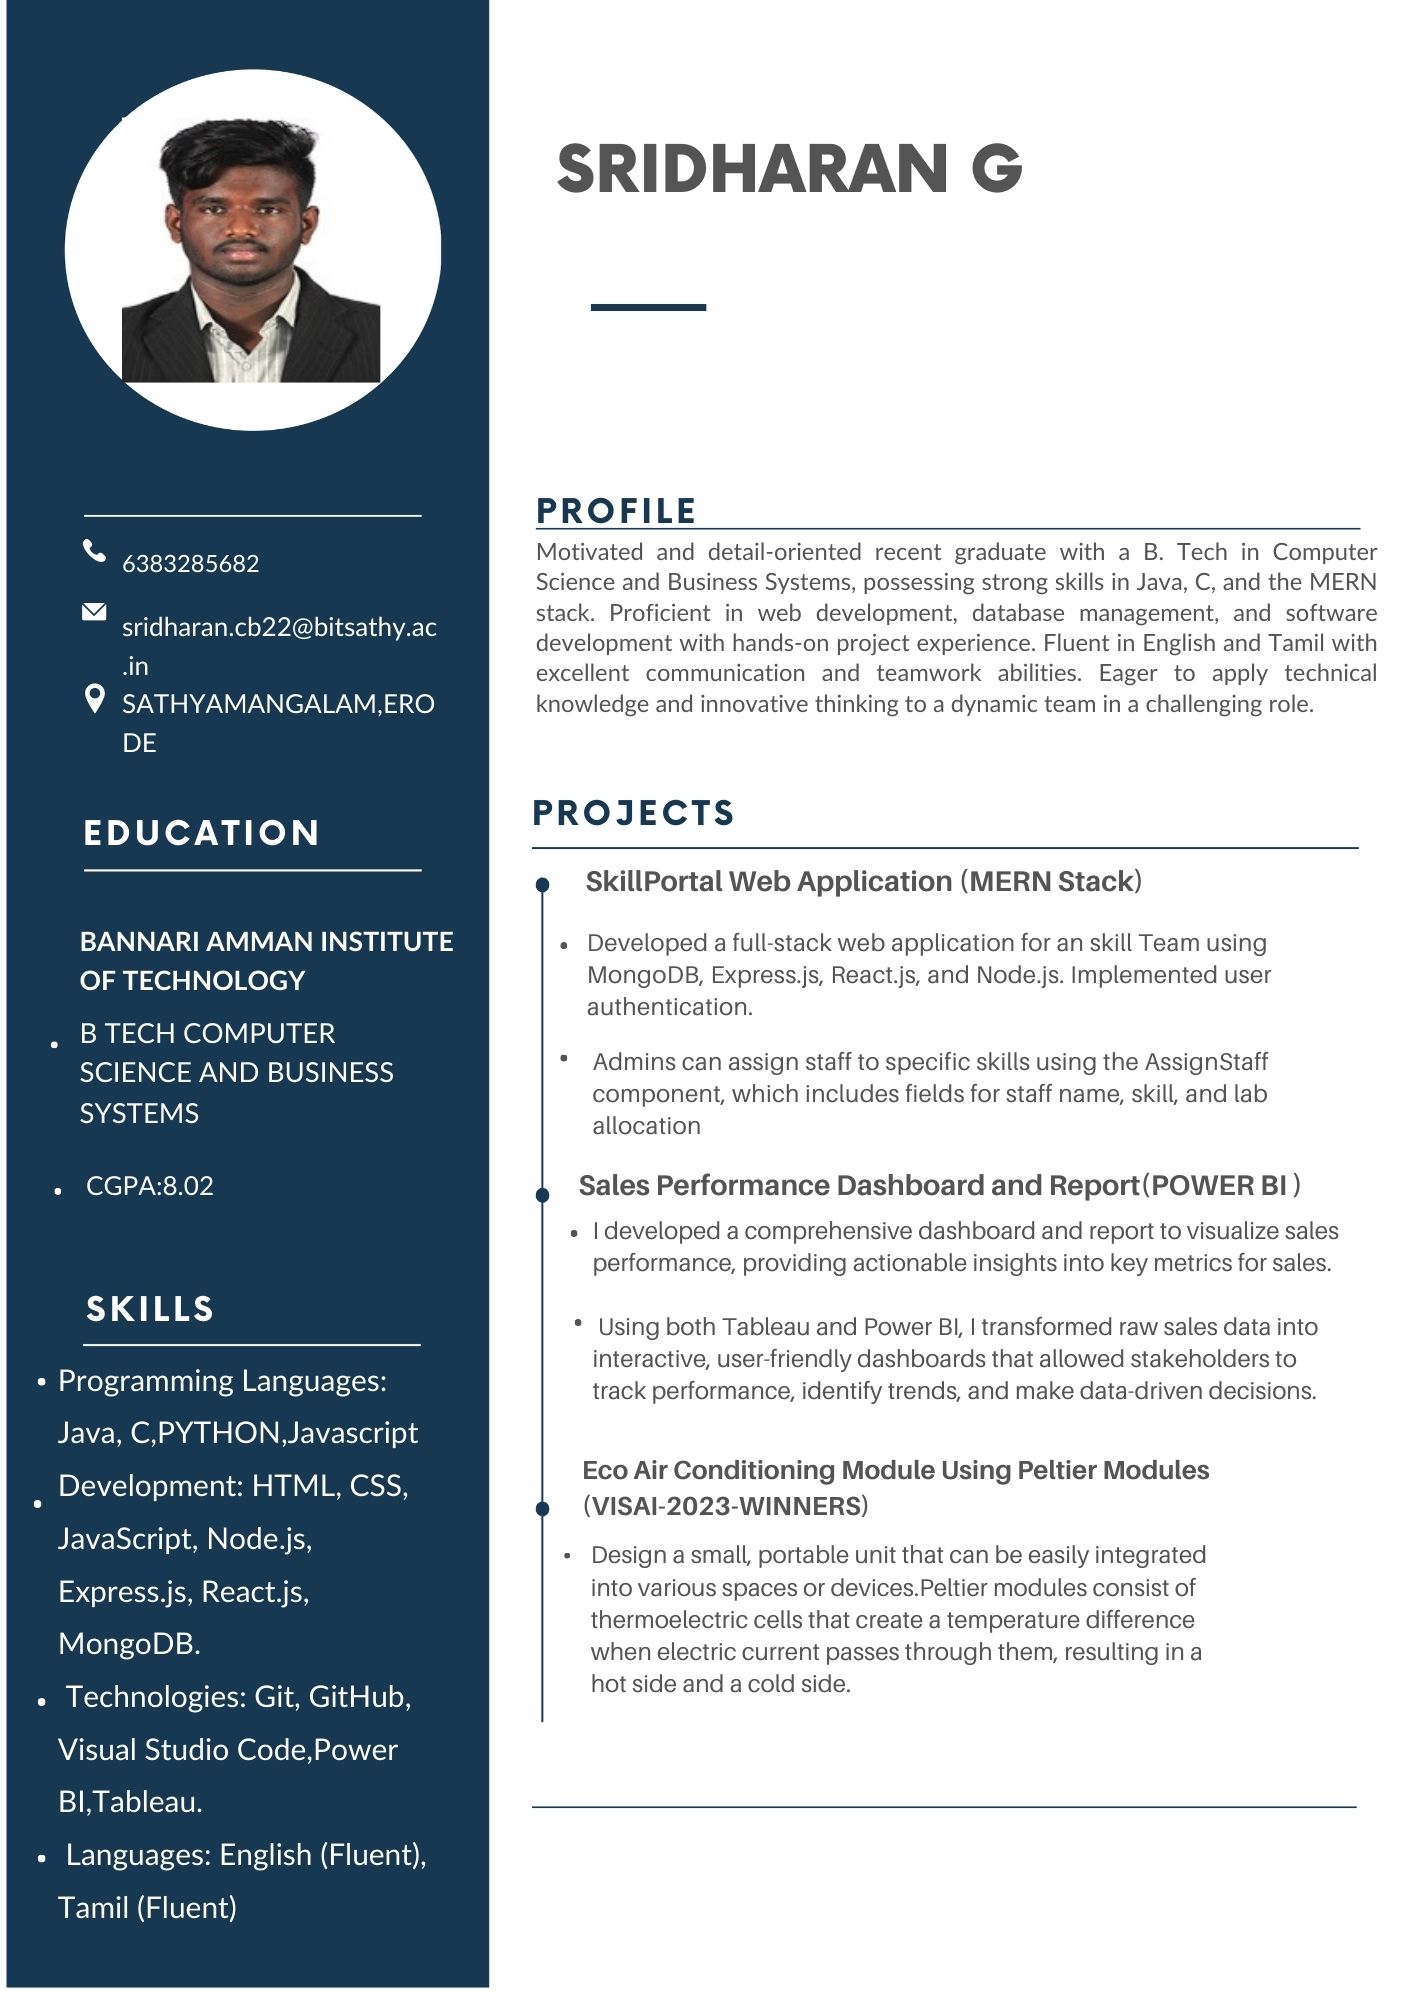 SRIDHARAN G
6383285682
sridharan.cb22@bitsathy.ac
.in
SATHYAMANGALAM,ERO
DE
EDUCATION
BANNARI AMMAN INSTITUTE
OF TECHNOLOGY
• B TECH COMPUTER
SCIENCE AND BUSINESS
SYSTEMS
• CGPA:8.02
SKILLS
• Programming Languages:
Java, C,PYTHON,Javascript
• Development: HTML, CSS,
JavaScript, Node.js,
Express.js, React.js,
MongoDB.
• Technologies: Git, GitHub,
Visual Studio Code,Power
BI,Tableau.
• Languages: English (Fluent),
Tamil (Fluent)
PROFILE
Motivated and detail-oriented recent graduate with a B. Tech in Computer
Science and Business Systems, possessing strong skills in Java, C, and the MERN
stack. Proficient in web development, database management, and software
development with hands-on project experience. Fluent in English and Tamil with
excellent communication and teamwork abilities. Eager to apply technical
knowledge and innovative thinking to a dynamic team in a challenging role.
PROJECTS
SkillPortal Web Application (MERN Stack)
• Developed a full-stack web application for an skill Team using
MongoDB, Express.js, React.js, and Node.js. Implemented user
authentication.
• Admins can assign staff to specific skills using the AssignStaff
component, which includes fields for staff name, skill, and lab
allocation
Sales Performance Dashboard and Report(POWER BI )
• I developed a comprehensive dashboard and report to visualize sales
performance, providing actionable insights into key metrics for sales.
• Using both Tableau and Power BI, I transformed raw sales data into
interactive, user-friendly dashboards that allowed stakeholders to
track performance, identify trends, and make data-driven decisions.
Eco Air Conditioning Module Using Peltier Modules
(VISAI-2023-WINNERS)
• Design a small, portable unit that can be easily integrated
into various spaces or devices.Peltier modules consist of
thermoelectric cells that create a temperature difference
when electric current passes through them, resulting in a
hot side and a cold side.